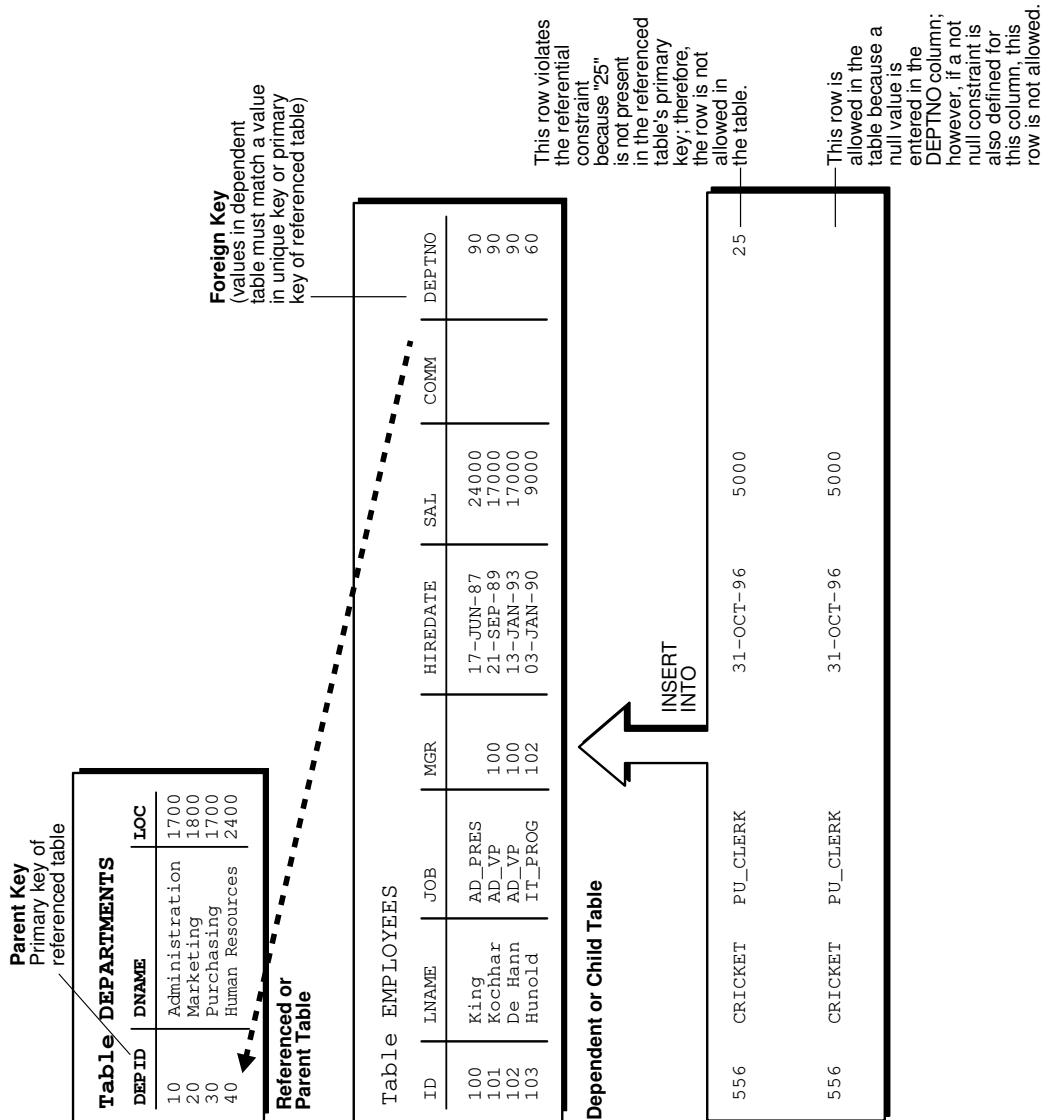 Parent Key
Primary key of
referenced table
Table DEPARTMENTS
DEPID DNAME LOC
10 Administration 1700
20 Marketing 1800
30 Purchasing 1700
40 Human Resources 2400
Referenced or
Parent Table
Foreign Key
(values in dependent
table must match a value
in unique key or primary
key of referenced table)
Table EMPLOYEES
ID LNAME JOB MGR HIREDATE SAL COMM DEPTNO
100 King AD_PRES 17–JUN–87 24000 90
101 Kochhar AD_VP 100 21–SEP–89 17000 90
102 De Hann AD_VP 100 13–JAN–93 17000 90
103 Hunold IT_PROG 102 03–JAN–90 9000 60
Dependent or Child Table
INSERT
INTO
This row violates
the referential
constraint
because "25"
is not present
in the referenced
table's primary
key; therefore,
the row is not
allowed in
the table.
556 CRICKET PU_CLERK 31–OCT–96 5000 25
556 CRICKET PU_CLERK 31–OCT–96 5000
This row is
allowed in the
table because a
null value is
entered in the
DEPTNO column;
however, if a not
null constraint is
also defined for
this column, this
row is not allowed.